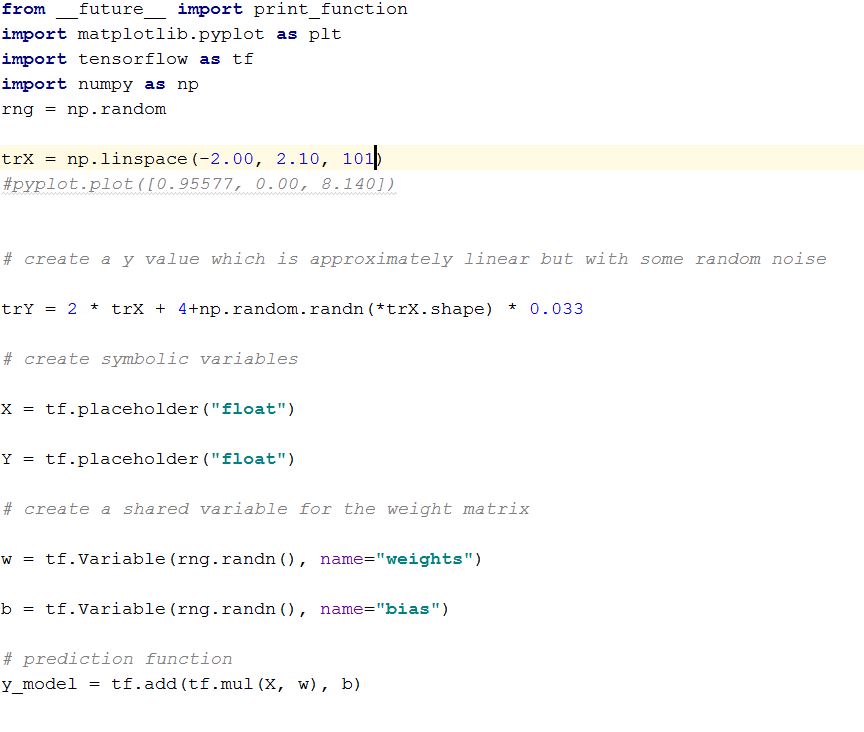 from __future__ import print_function
import matplotlib.pyplot as plt
import tensorflow as tf
import numpy as np
rng = np.random
trX = np.linspace(-2.00, 2.10, 101)
#pyplot.plot([0.95577, 0.00, 8.140])
# create a y value which is approximately linear but with some random noise
trY = 2 * trX + 4+np.random.randn(*trX.shape) * 0.033
# create symbolic variables
X = tf.placeholder("float")
Y = tf.placeholder("float")
# create a shared variable for the weight matrix
w = tf.Variable(rng.randn(), name="weights")
b = tf.Variable(rng.randn(), name="bias")
# prediction function
y_model = tf.add(tf.mul(X, w), b)